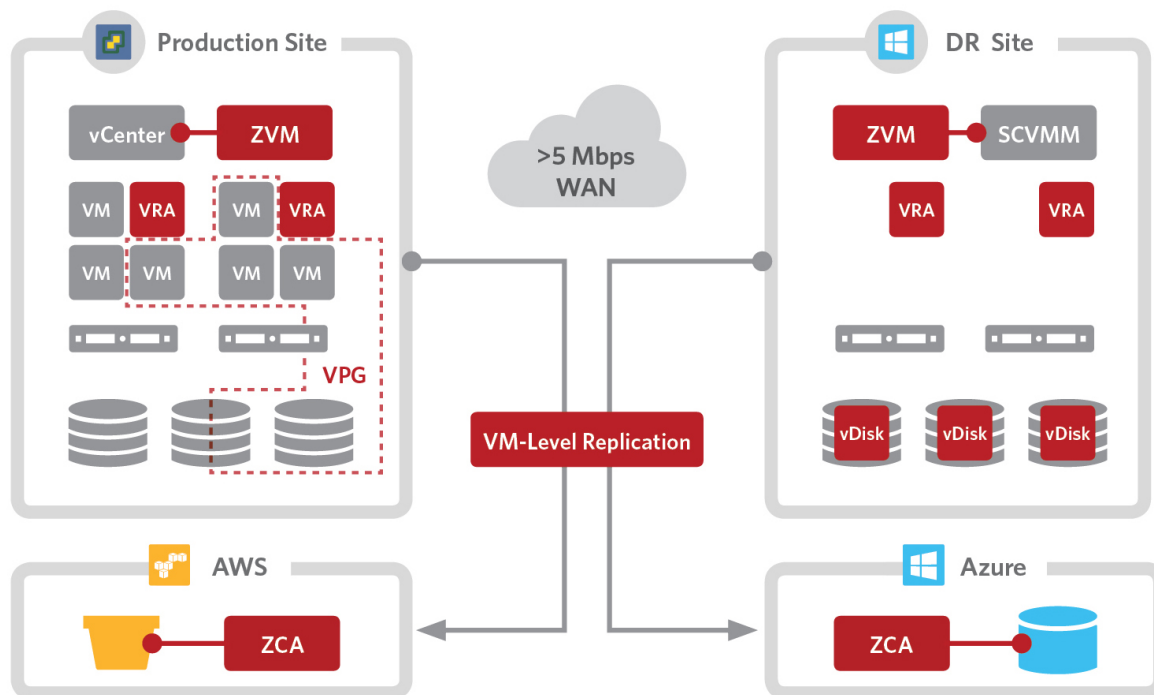 Production Site
vCenter
ZVM
VM
VRA
VM
VRA
VM
VM
VM
VM
VPG
>5 Mbps
WAN
DR Site
ZVM
SCVMM
VRA
VRA
vDisk
vDisk
vDisk
VM-Level Replication
AWS
ZCA
Azure
ZCA